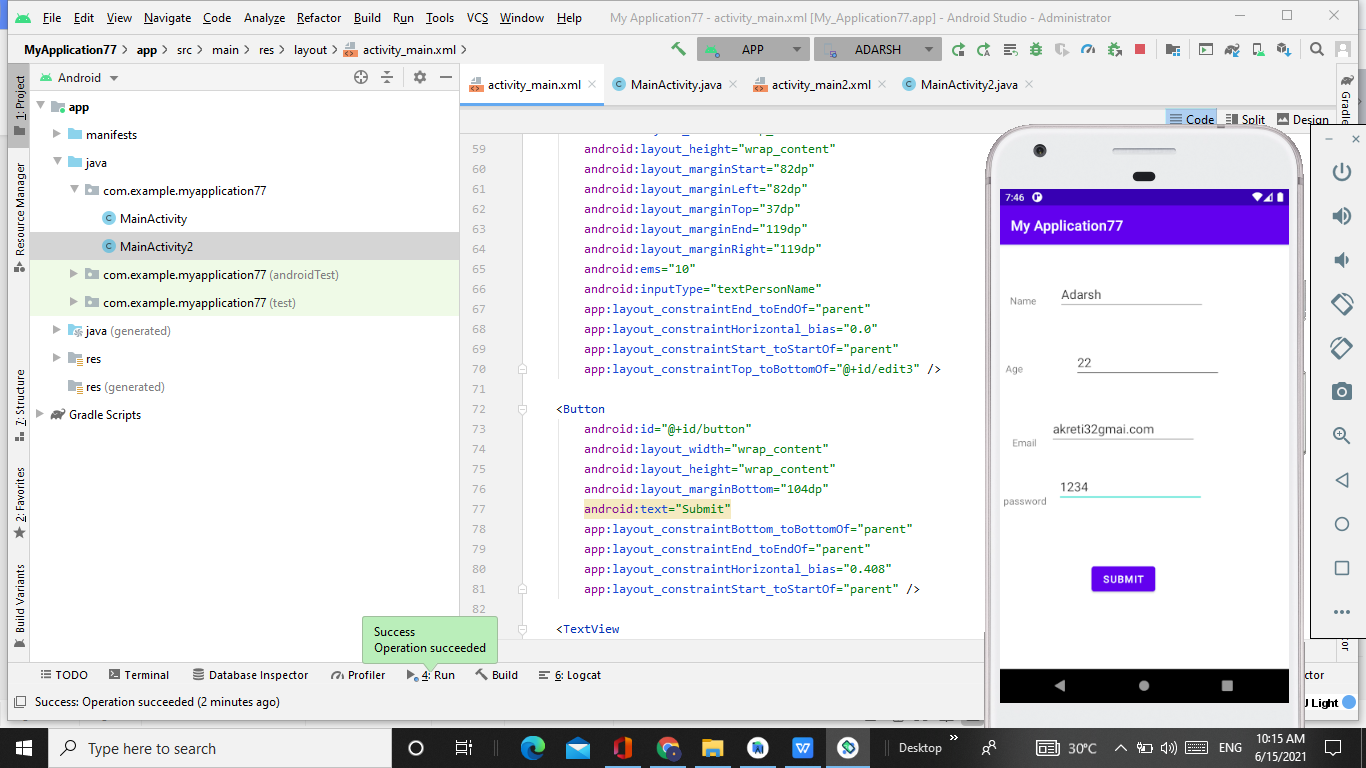 File Edit View Navigate Code Analyze Refactor Build Run Tools VCS Window Help My Application77 - activity_main.xml [My_Application77.app] - Android Studio - Administrator
MyApplication77 app src main res layout activity_main.xml APP ADARSH
Android
activity_main.xml MainActivity.java activity_main2.xml MainActivity2.java
Code Split Design
1: Project
Resource Manager
7: Structure
2: Favorites
Build Variants
app
manifests
java
com.example.myapplication77
MainActivity
MainActivity2
com.example.myapplication77 (androidTest)
com.example.myapplication77 (test)
java (generated)
res
res (generated)
Gradle Scripts
59 android:layout_height="wrap_content"
60 android:layout_marginStart="82dp"
61 android:layout_marginLeft="82dp"
62 android:layout_marginTop="37dp"
63 android:layout_marginEnd="119dp"
64 android:layout_marginRight="119dp"
65 android:ems="10"
66 android:inputType="textPersonName"
67 app:layout_constraintEnd_toEndOf="parent"
68 app:layout_constraintHorizontal_bias="0.0"
69 app:layout_constraintStart_toStartOf="parent"
70 app:layout_constraintTop_toBottomOf="@+id/edit3" />
71
72 <Button
73 android:id="@+id/button"
74 android:layout_width="wrap_content"
75 android:layout_height="wrap_content"
76 android:layout_marginBottom="104dp"
77 android:text="Submit"
78 app:layout_constraintBottom_toBottomOf="parent"
79 app:layout_constraintEnd_toEndOf="parent"
80 app:layout_constraintHorizontal_bias="0.408"
81 app:layout_constraintStart_toStartOf="parent" />
82
<TextView
7:46
My Application77
Name Adarsh
Age 22
Email akreti32gmai.com
password 1234
SUBMIT
Success
Operation succeeded
TODO Terminal Database Inspector Profiler 4: Run Build 6: Logcat
Success: Operation succeeded (2 minutes ago)
Light
Type here to search
Desktop
30°C
ENG
10:15 AM
6/15/2021